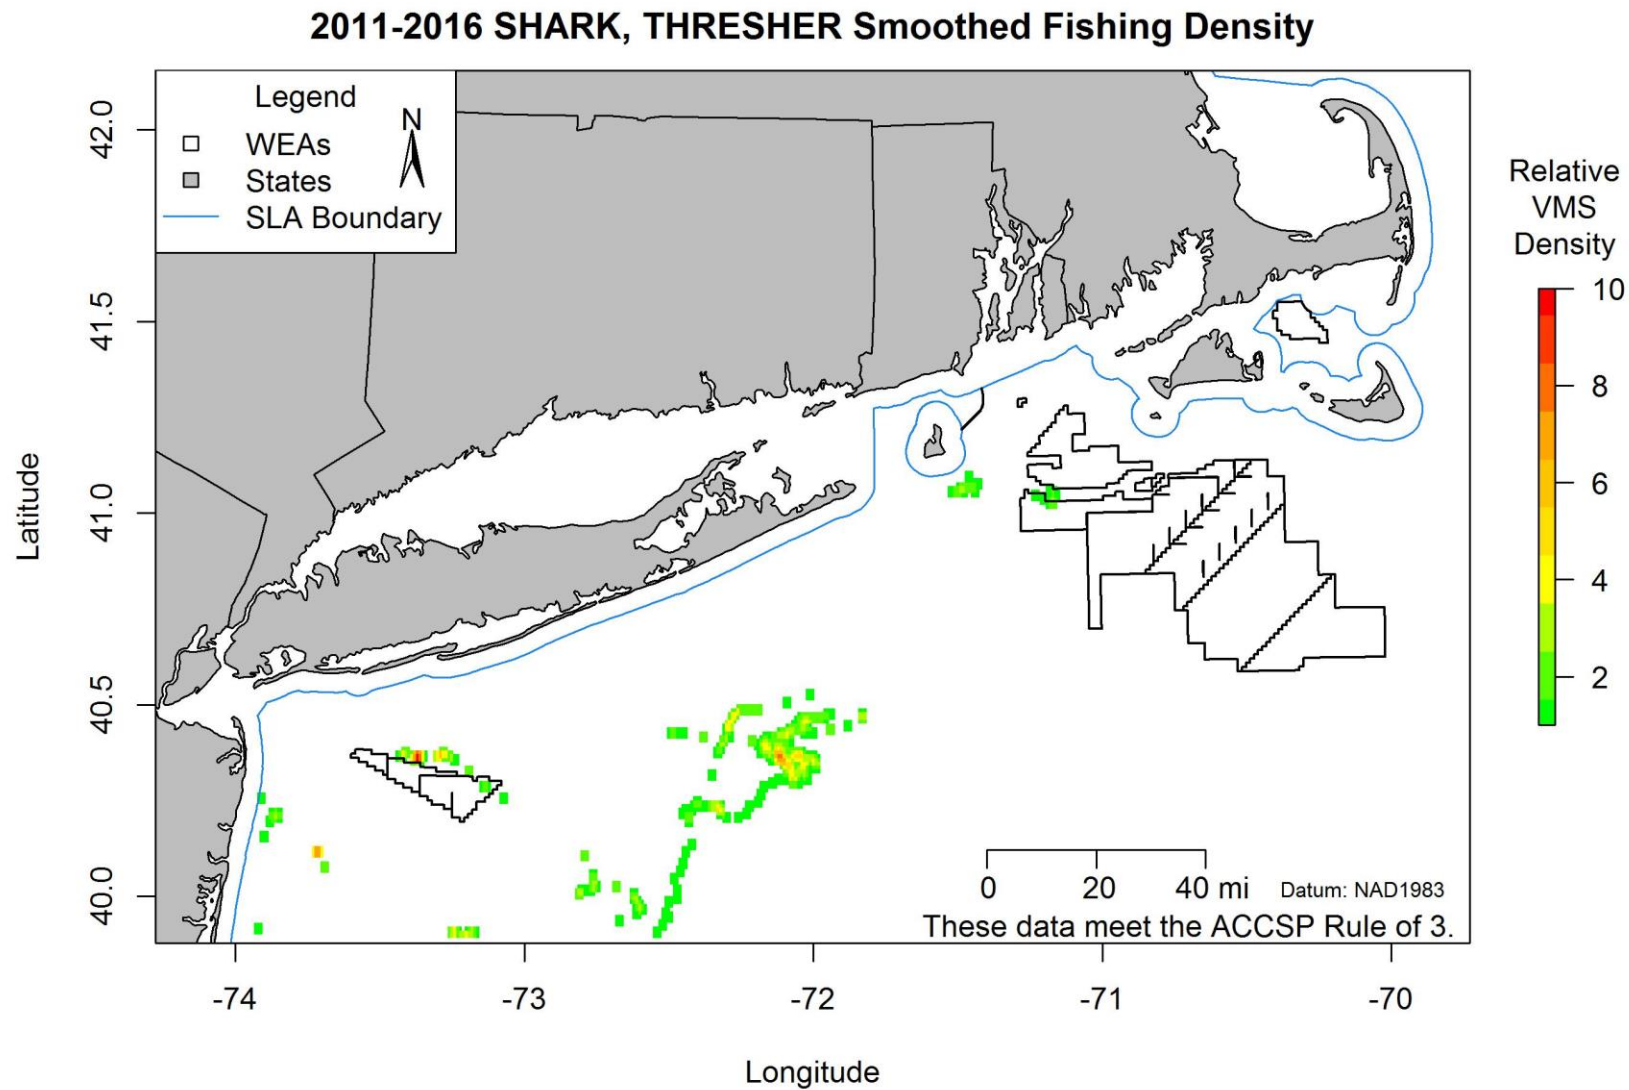 2011-2016 SHARK, THRESHER Smoothed Fishing Density
Legend
N
WEAs
States
SLA Boundary
Relative
VMS
Density
10
8
6
4
2
Latitude
42.0
41.5
41.0
40.5
40.0
0 20 40 mi
Datum: NAD1983
These data meet the ACCSP Rule of 3.
-74 -73 -72 -71 -70
Longitude